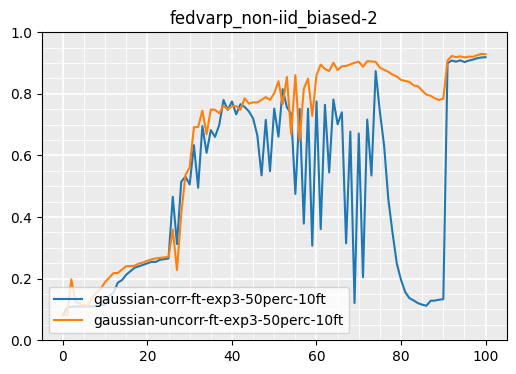 fedvarp_non-iid_biased-2
1.0
0.8
0.6
0.4
0.2
0.0
gaussian-corr-ft-exp3-50perc-10ft
gaussian-uncorr-ft-exp3-50perc-10ft
0 20 40 60 80 100